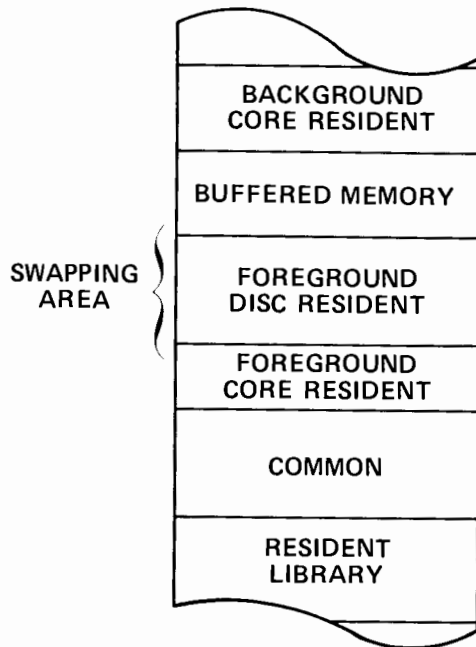 BACKGROUND
CORE RESIDENT
BUFFERED MEMORY
SWAPPING
AREA
FOREGROUND
DISC RESIDENT
FOREGROUND
CORE RESIDENT
COMMON
RESIDENT
LIBRARY